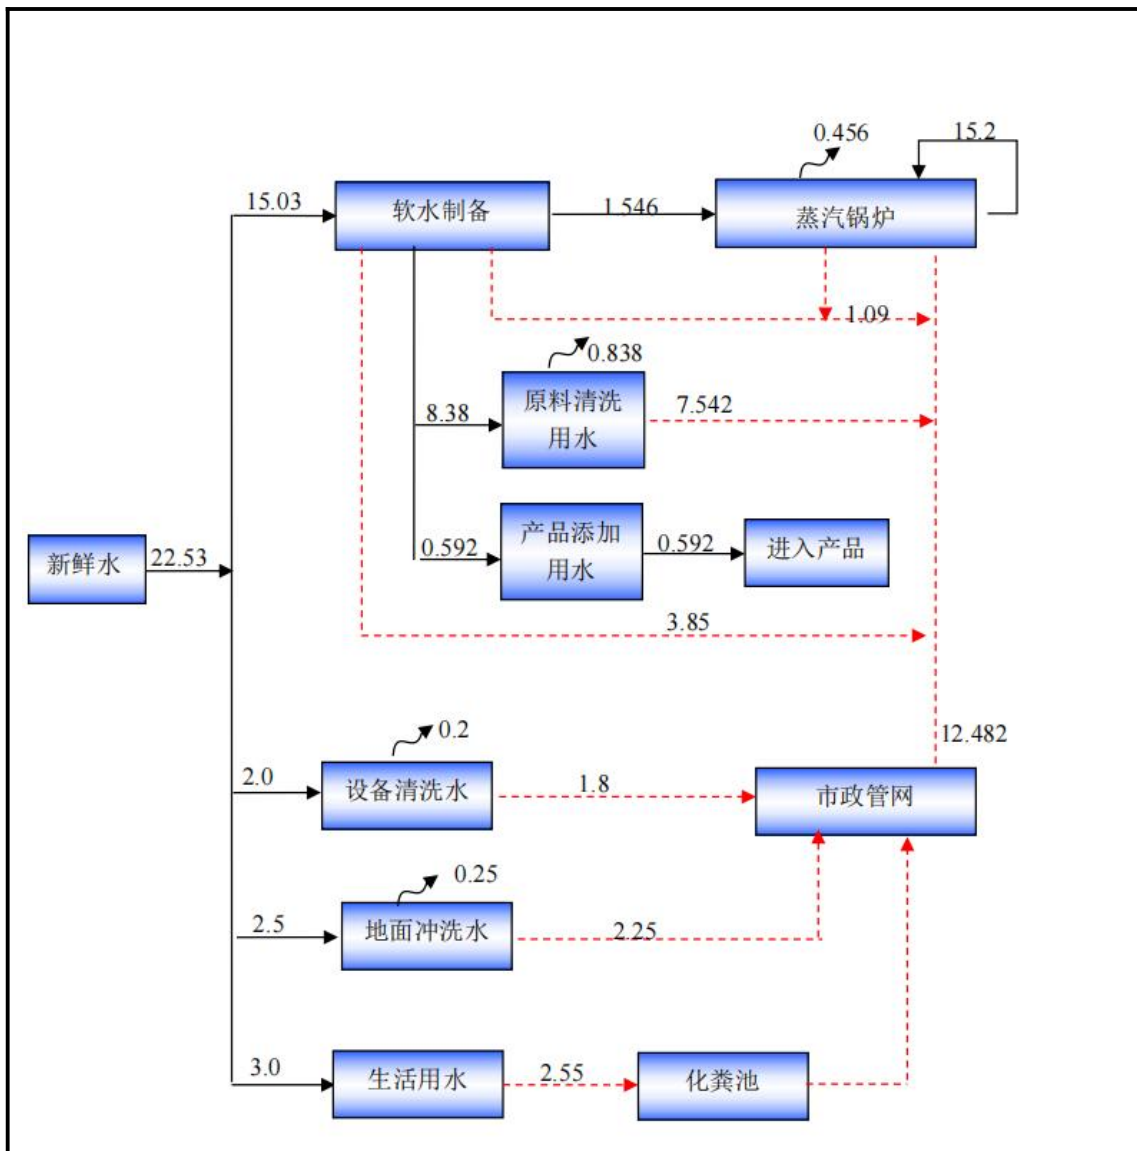 0.456
15.2
15.03
软水制备
1.546
蒸汽锅炉
1.09
0.838
8.38
原料清洗
用水
7.542
新鲜水
22.53
0.592
产品添加
用水
0.592
进入产品
3.85
0.2
12.482
2.0
设备清洗水
1.8
市政管网
0.25
2.5
地面冲洗水
2.25
3.0
生活用水
2.55
化粪池